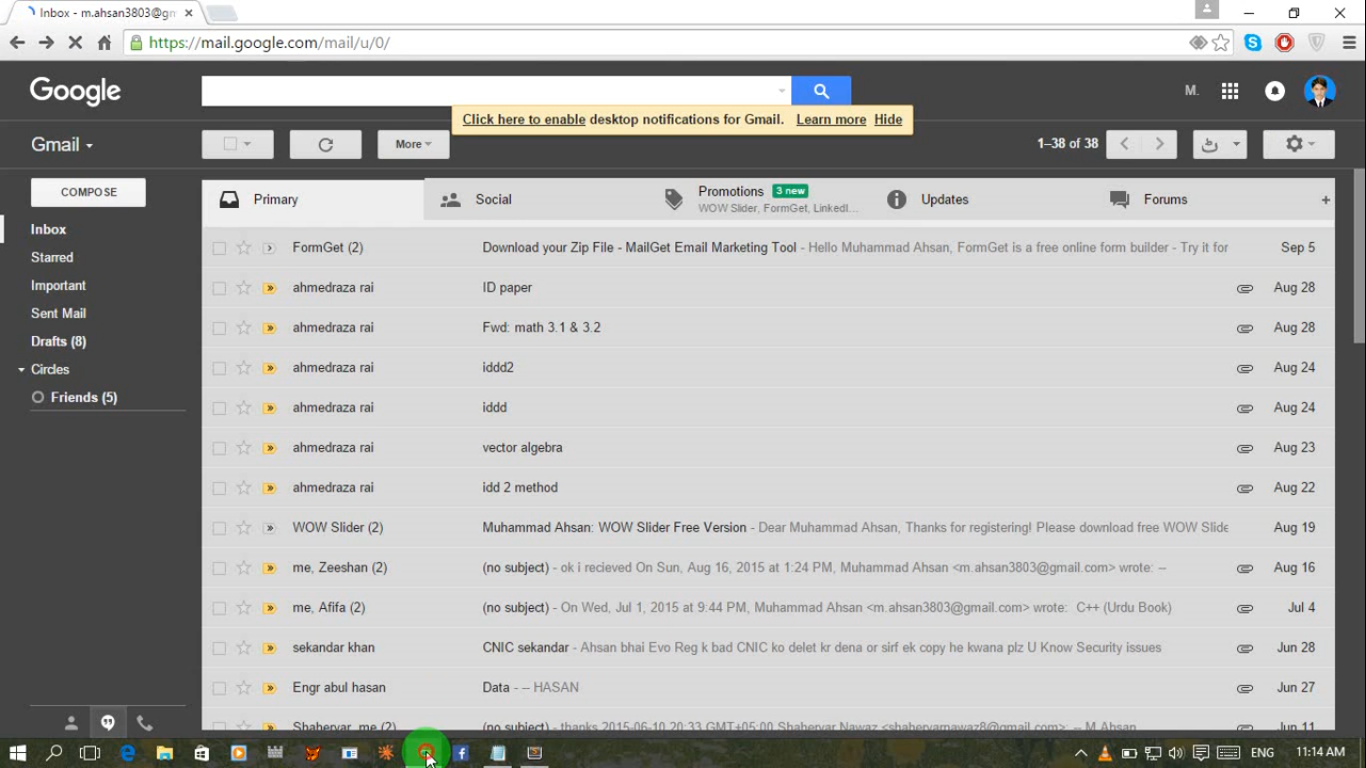 Inbox - m.ahsan3803@gm
https://mail.google.com/mail/u/0/
Google
M.
Click here to enable desktop notifications for Gmail. Learn more Hide
Gmail
More
1–38 of 38
COMPOSE
Inbox
Starred
Important
Sent Mail
Drafts (8)
Circles
Friends (5)
Primary
Social
Promotions 3 new
WOW Slider, FormGet, LinkedI...
Updates
Forums
+
FormGet (2) Download your Zip File - MailGet Email Marketing Tool - Hello Muhammad Ahsan, FormGet is a free online form builder - Try it for Sep 5
ahmedraza rai ID paper Aug 28
ahmedraza rai Fwd: math 3.1 & 3.2 Aug 28
ahmedraza rai iddd2 Aug 24
ahmedraza rai iddd Aug 24
ahmedraza rai vector algebra Aug 23
ahmedraza rai idd 2 method Aug 22
WOW Slider (2) Muhammad Ahsan: WOW Slider Free Version - Dear Muhammad Ahsan, Thanks for registering! Please download free WOW Slide Aug 19
me, Zeeshan (2) (no subject) - ok i recieved On Sun, Aug 16, 2015 at 1:24 PM, Muhammad Ahsan <m.ahsan3803@gmail.com> wrote: -- Aug 16
me, Afifa (2) (no subject) - On Wed, Jul 1, 2015 at 9:44 PM, Muhammad Ahsan <m.ahsan3803@gmail.com> wrote: C++ (Urdu Book) Jul 4
sekandar khan CNIC sekandar - Ahsan bhai Evo Reg k bad CNIC ko delet kr dena or sirf ek copy he kwana plz U Know Security issues Jun 28
Engr abul hasan Data - -- HASAN Jun 27
Shaheryar, me (2) (no subject) - thanks 2015-06-10 20:33 GMT+05:00 Shaheryar Nawaz <shaheryarnawaz8@gmail.com>: -- M.Ahsan Jun 11
ENG 11:14 AM